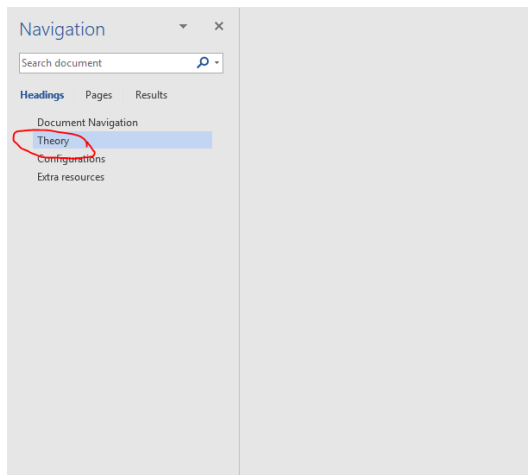 Navigation
Search document
Headings Pages Results
Document Navigation
Theory
Configurations
Extra resources